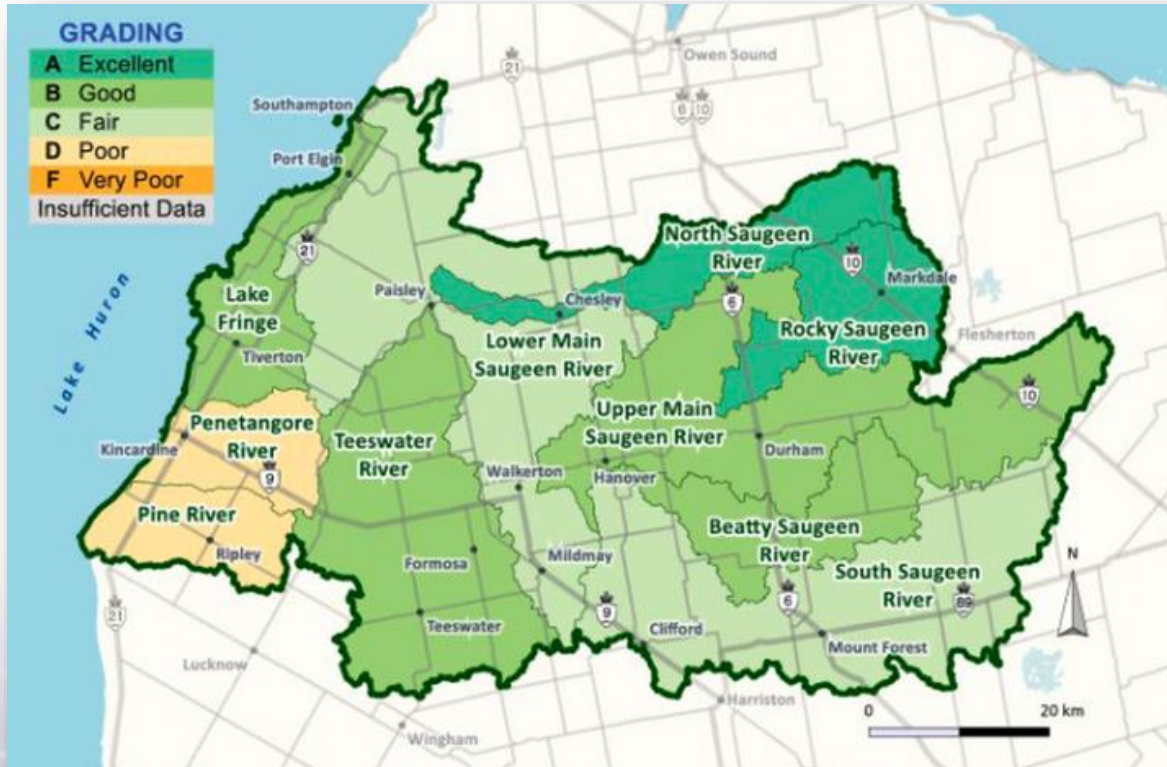 GRADING
A Excellent
B Good
C Fair
D Poor
F Very Poor
Insufficient Data
21
Owen Sound
6 10
Southampton
Port Elgin
North Saugeen
River
21
10
Markdale
Paisley
Chesley
6
Lake
Fringe
Lake Huron
Rocky Saugeen
River
Flesherton
Lower Main
Saugeen River
Tiverton
10
Upper Main
Saugeen River
Penetangore
River
Teeswater
River
Kincardine
Durham
9
Walkerton
Hanover
Pine River
Beatty Saugeen
River
Ripley
Formosa
Mildmay
South Saugeen
River
N
21
9
6
89
Teeswater
Clifford
Mount Forest
Lucknow
Harriston
0 20 km
Wingham